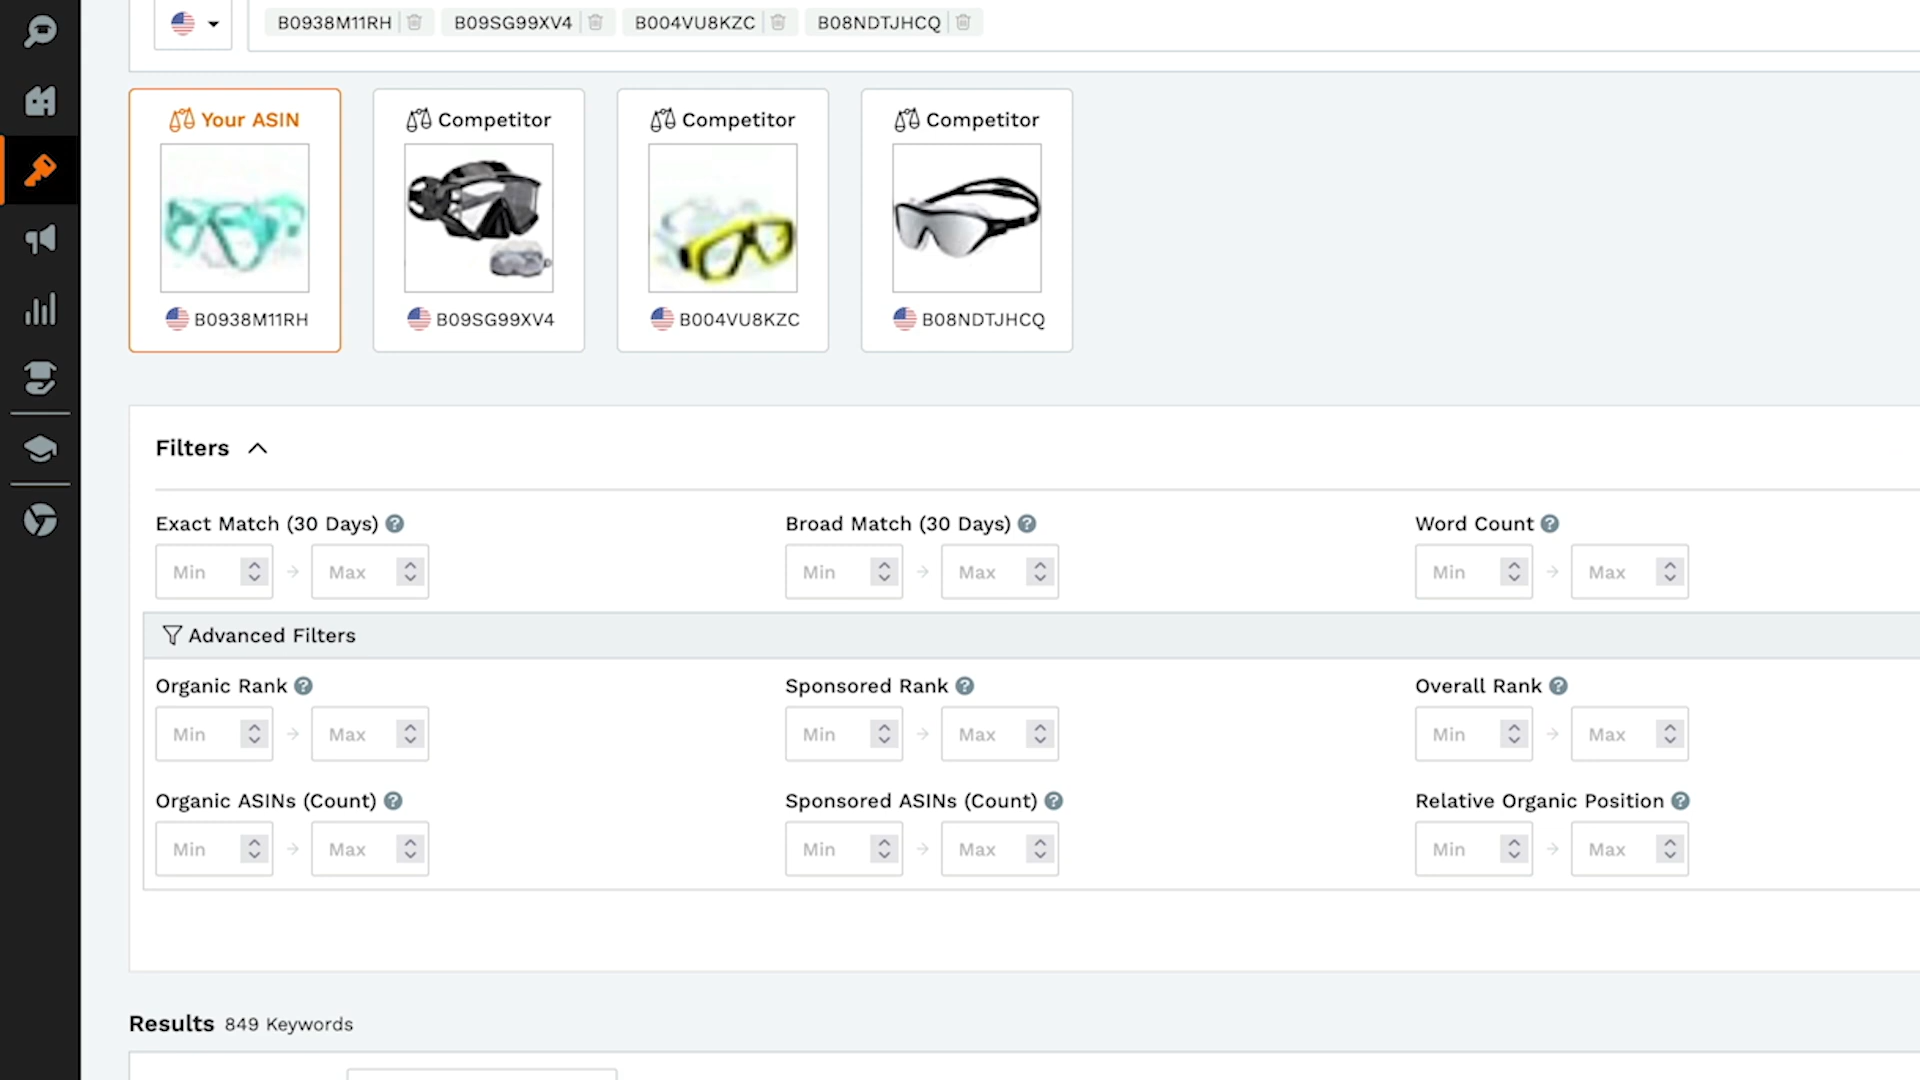 B0938M11RH B09SG99XV4 B004VU8KZC B08NDTJHCQ
Your ASIN
B0938M11RH
Competitor
B09SG99XV4
Competitor
B004VU8KZC
Competitor
B08NDTJHCQ
Filters
Exact Match (30 Days) ? Broad Match (30 Days) ? Word Count ?
Min Max Min Max Min Max
Advanced Filters
Organic Rank ? Sponsored Rank ? Overall Rank ?
Min Max Min Max Min Max
Organic ASINs (Count) ? Sponsored ASINs (Count) ? Relative Organic Position ?
Min Max Min Max Min Max
Results 849 Keywords